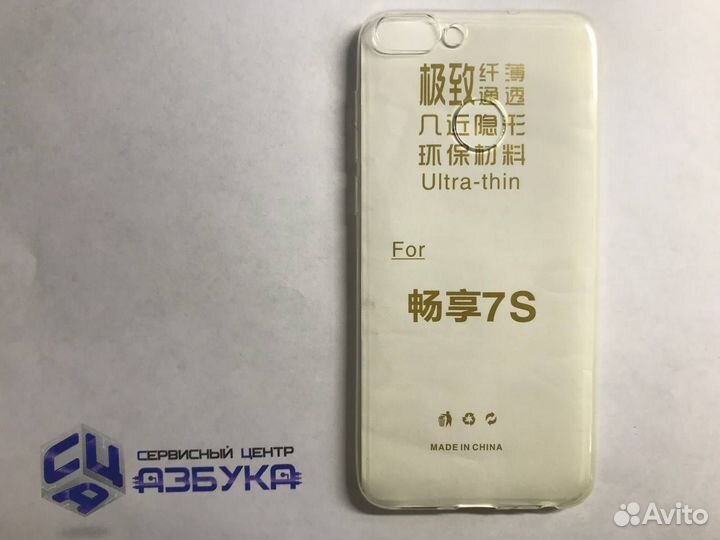 极致纤薄通透
几近隐形
环保材料
Ultra-thin
For
畅享7S
MADE IN CHINA
СЦА
СЕРВИСНЫЙ ЦЕНТР
АЗБУКА
Avito